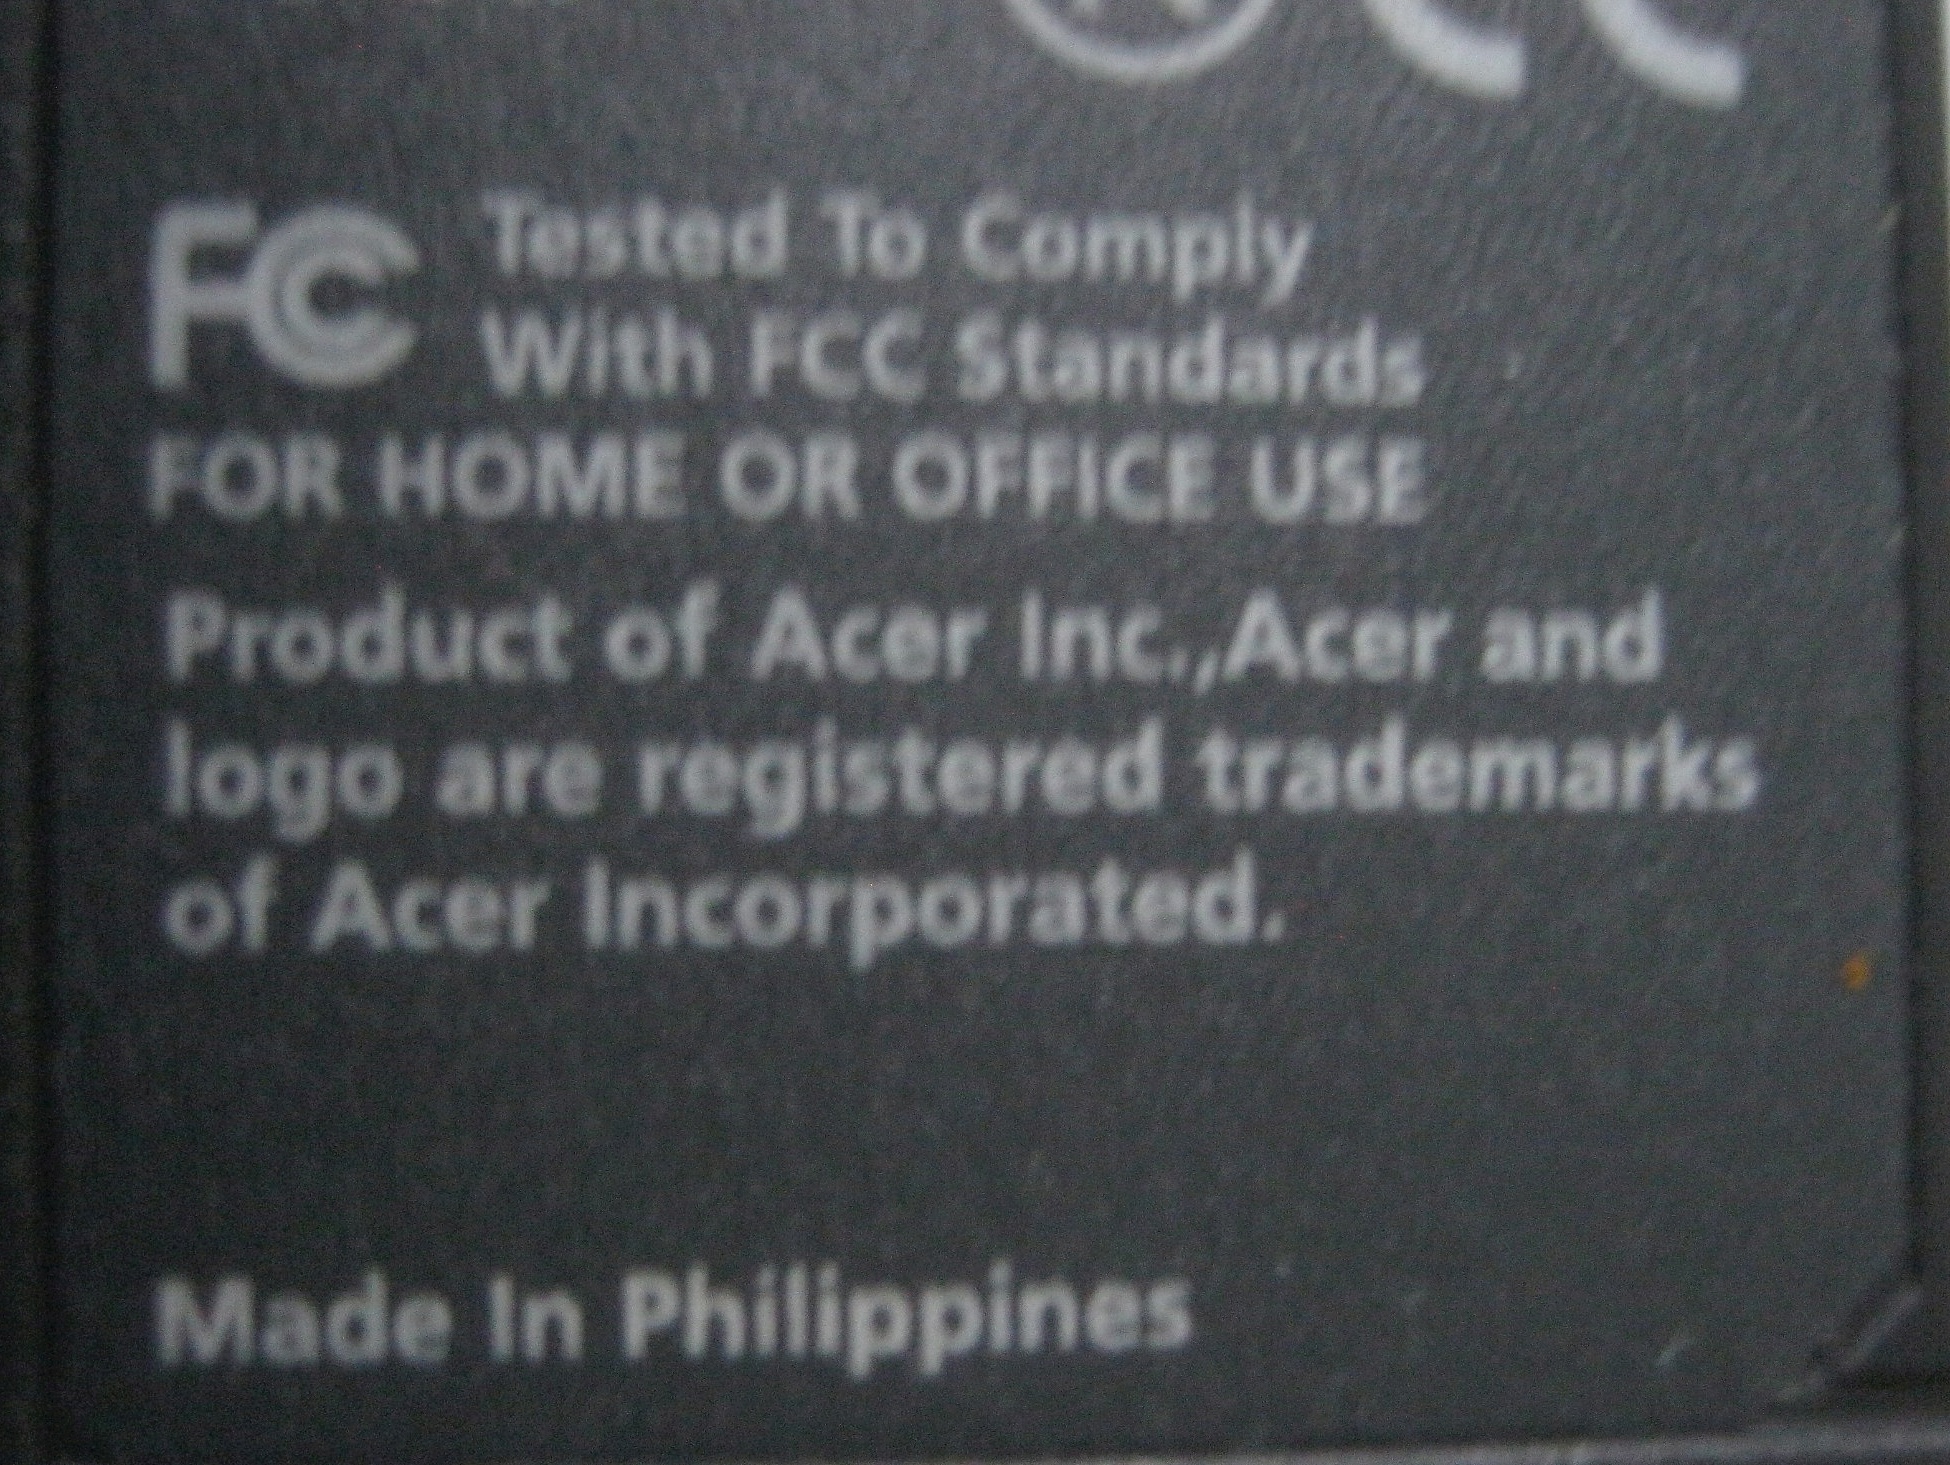 FC Tested To Comply
With FCC Standards
FOR HOME OR OFFICE USE
Product of Acer Inc.,Acer and
logo are registered trademarks
of Acer Incorporated.
Made In Philippines